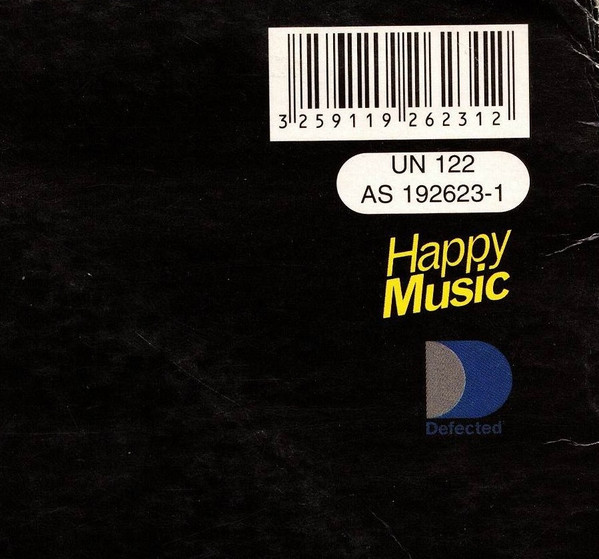 3 259119 262312
UN 122
AS 192623-1
Happy
Music
Defected